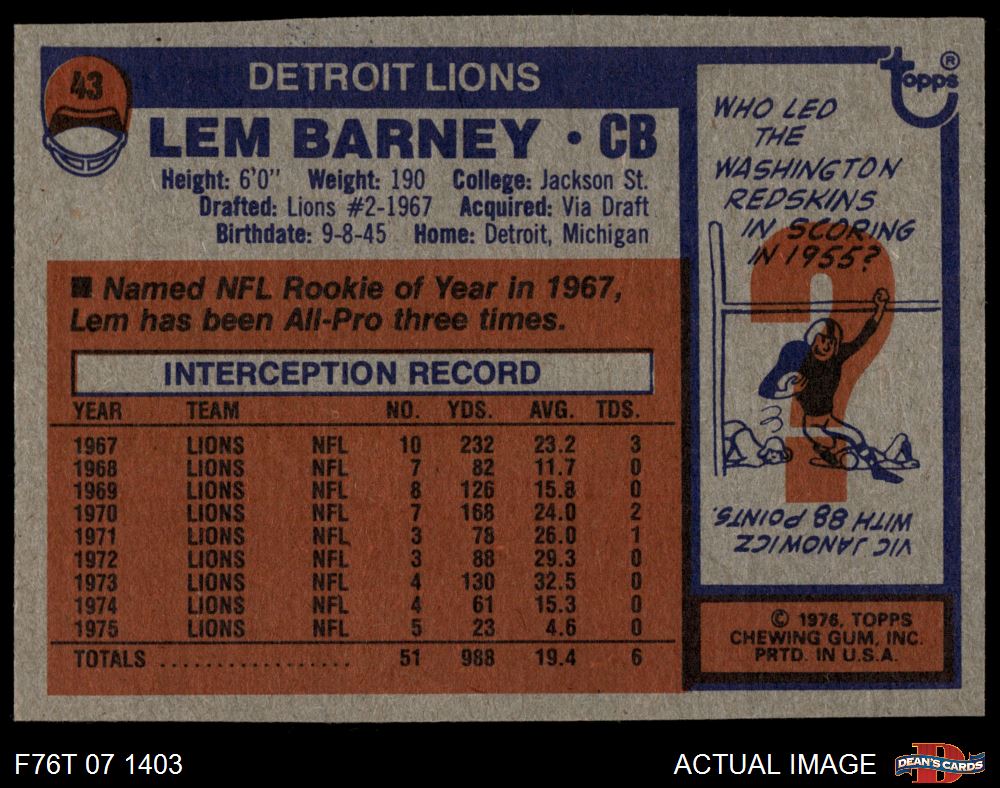 43
DETROIT LIONS
LEM BARNEY • CB
Height: 6'0" Weight: 190 College: Jackson St.
Drafted: Lions #2-1967 Acquired: Via Draft
Birthdate: 9-8-45 Home: Detroit, Michigan
■ Named NFL Rookie of Year in 1967,
Lem has been All-Pro three times.
INTERCEPTION RECORD
YEAR TEAM NO. YDS. AVG. TDS.
1967 LIONS NFL 10 232 23.2 3
1968 LIONS NFL 7 82 11.7 0
1969 LIONS NFL 8 126 15.8 0
1970 LIONS NFL 7 168 24.0 2
1971 LIONS NFL 3 78 26.0 1
1972 LIONS NFL 3 88 29.3 0
1973 LIONS NFL 4 130 32.5 0
1974 LIONS NFL 4 61 15.3 0
1975 LIONS NFL 5 23 4.6 0
TOTALS .................. 51 988 19.4 6
topps®
WHO LED
THE
WASHINGTON
REDSKINS
IN SCORING
IN 1955?
?
VIC JANOWICZ
WITH 88 POINTS.
© 1976, TOPPS
CHEWING GUM, INC.
PRTD. IN U.S.A.
F76T 07 1403
ACTUAL IMAGE
D
DEAN'S CARDS